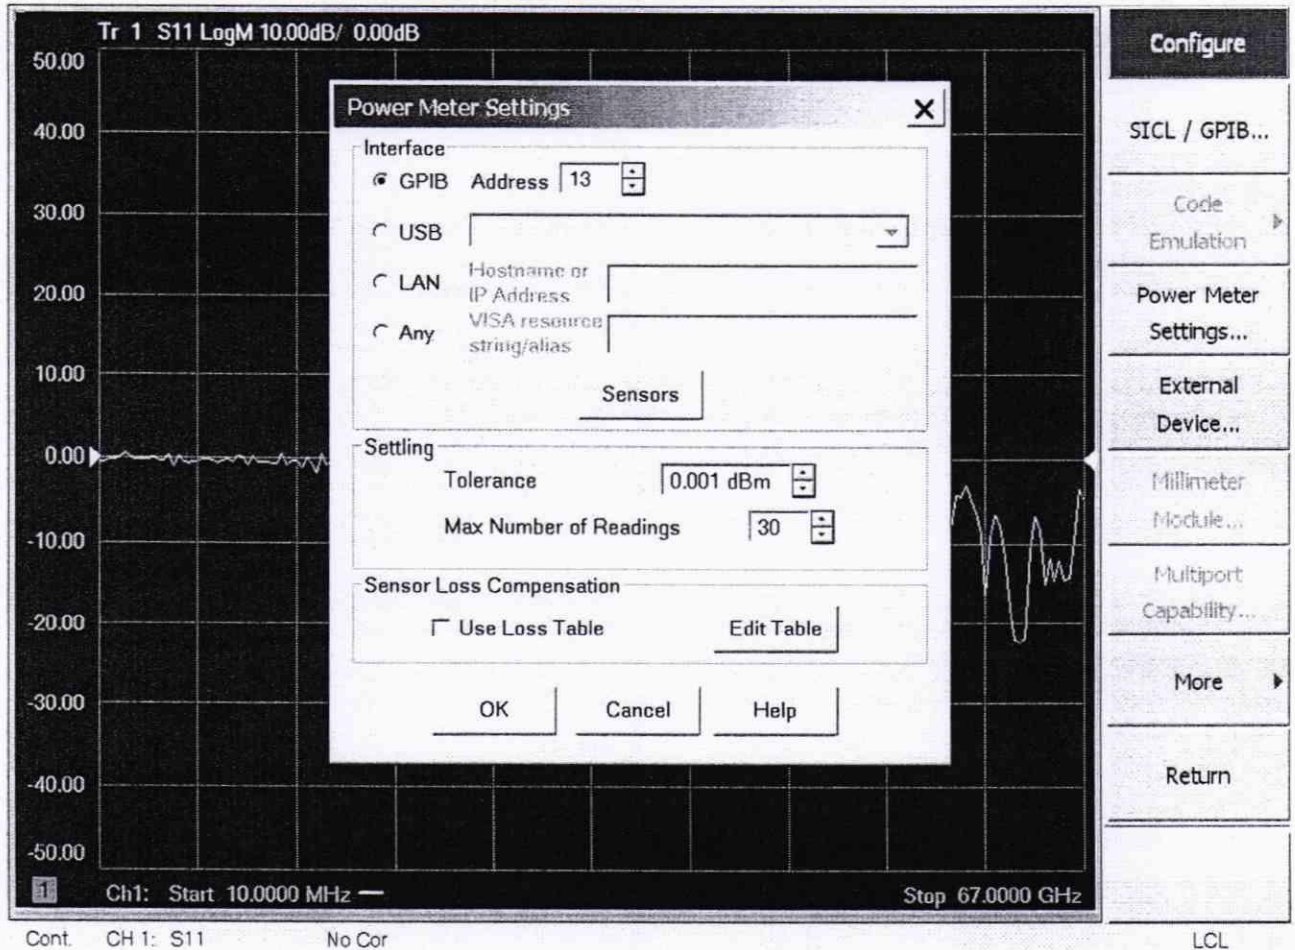 Tr 1 S11 LogM 10.00dB/ 0.00dB
50.00
40.00
30.00
20.00
10.00
0.00
-10.00
-20.00
-30.00
-40.00
-50.00
1
Ch1: Start 10.0000 MHz
Stop 67.0000 GHz
Cont. CH 1: S11 No Cor LCL
Power Meter Settings
Interface
GPIB Address 13
USB
LAN Hostname or
IP Address
Any VISA resource
string/alias
Sensors
Settling
Tolerance 0.001 dBm
Max Number of Readings 30
Sensor Loss Compensation
Use Loss Table Edit Table
OK Cancel Help
Configure
SICL / GPIB...
Code
Emulation
Power Meter
Settings...
External
Device...
Millimeter
Module...
Multiport
Capability...
More
Return